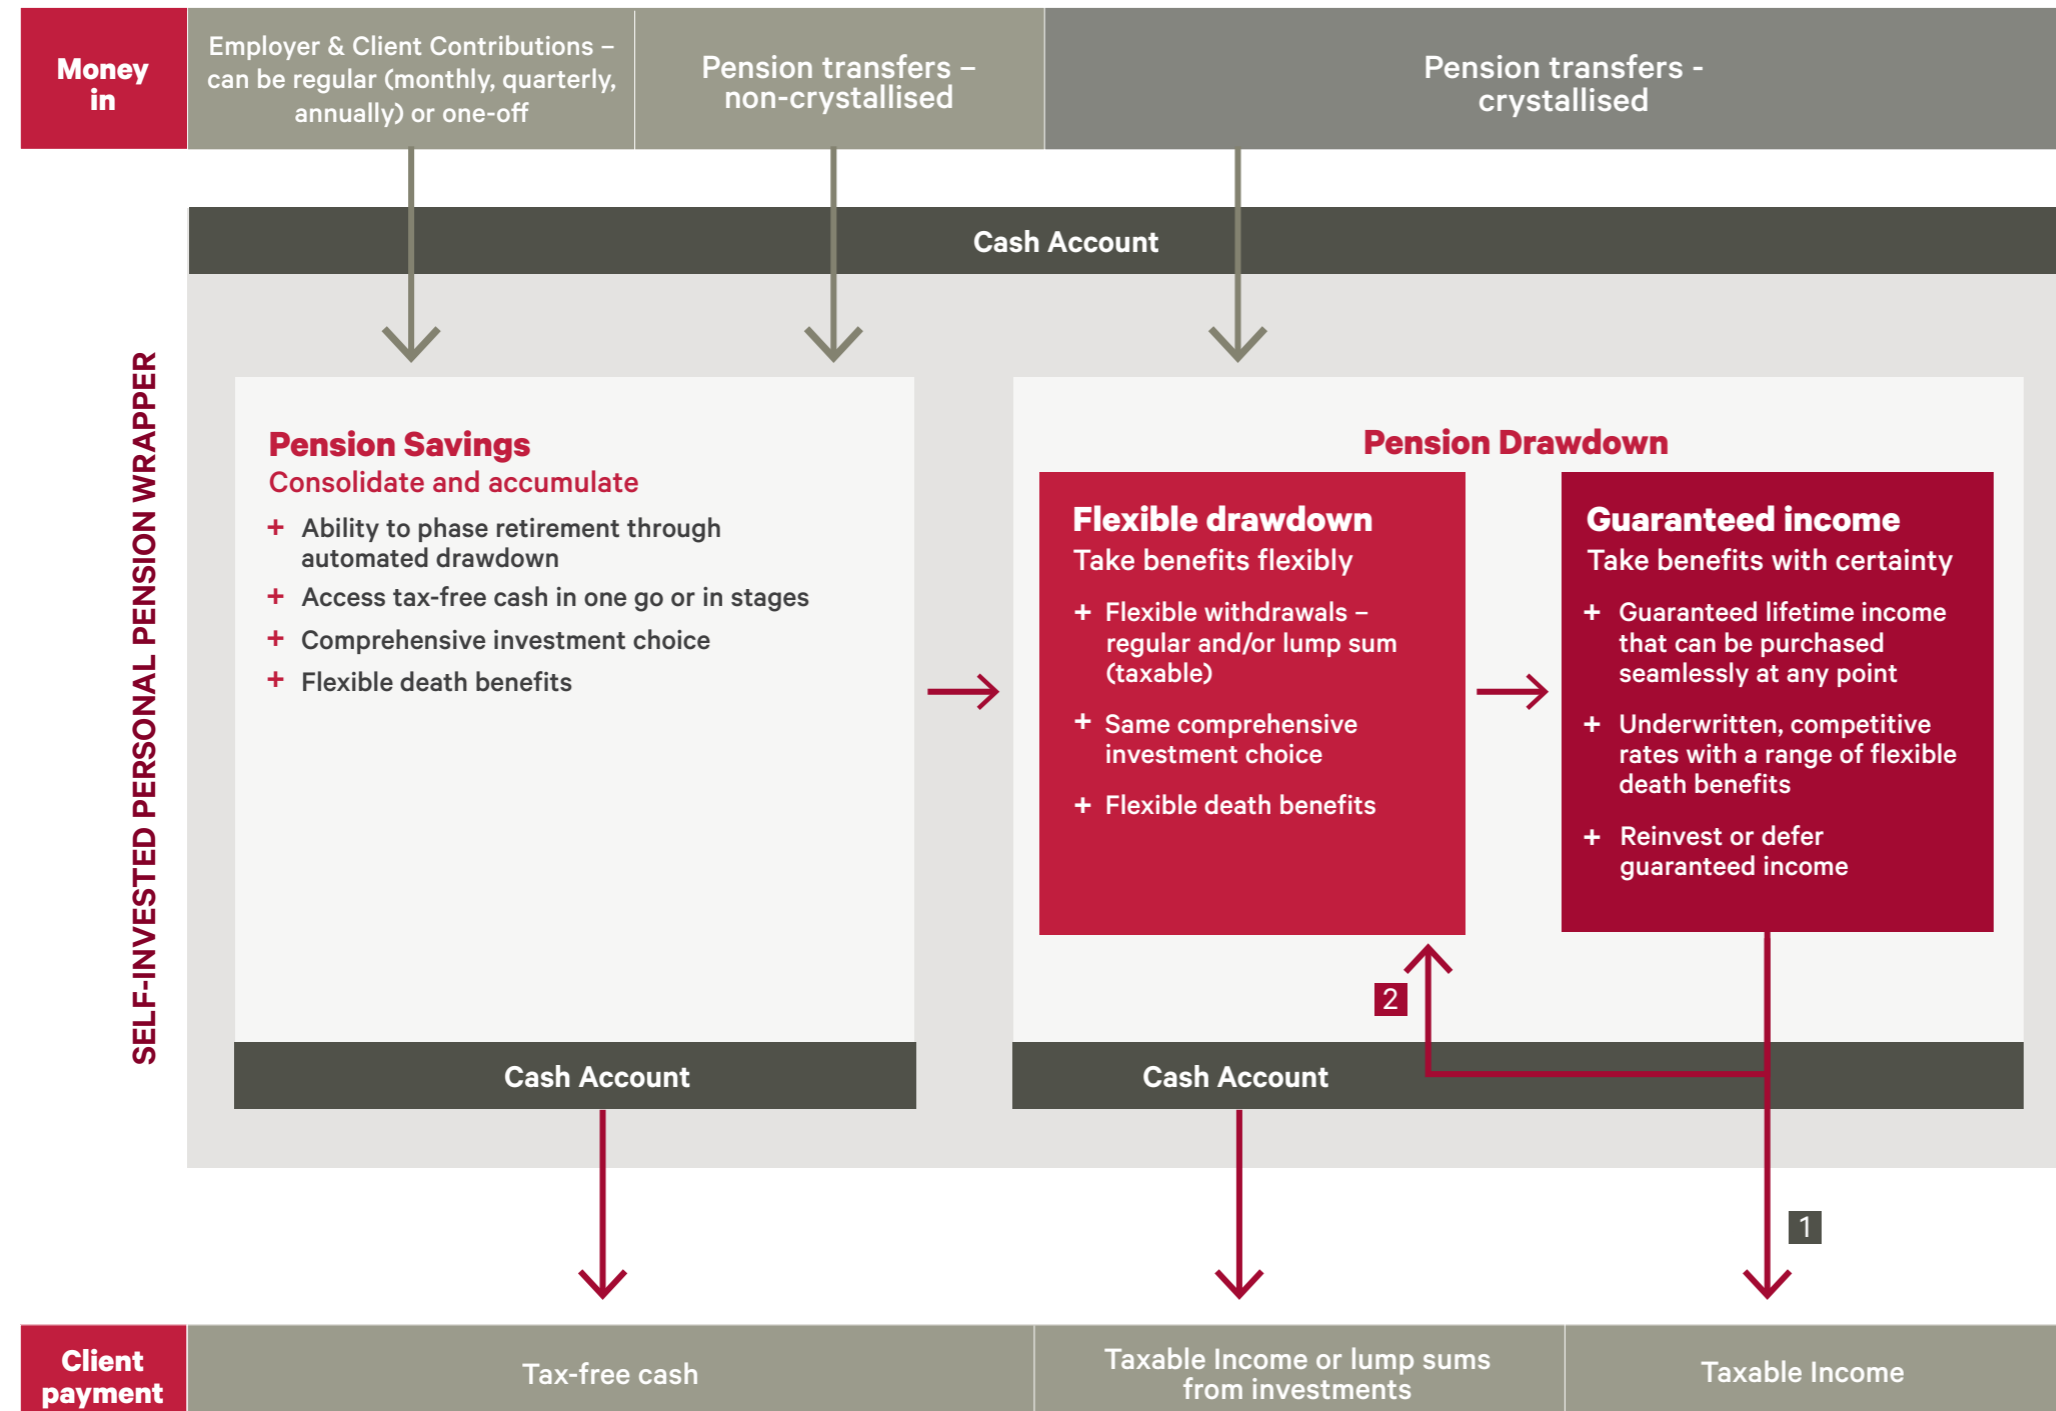 Money
in
Employer & Client Contributions –
can be regular (monthly, quarterly,
annually) or one-off
Pension transfers –
non-crystallised
Pension transfers -
crystallised
Cash Account
SELF-INVESTED PERSONAL PENSION WRAPPER
Pension Savings
Consolidate and accumulate
+ Ability to phase retirement through
automated drawdown
+ Access tax-free cash in one go or in stages
+ Comprehensive investment choice
+ Flexible death benefits
Cash Account
Pension Drawdown
Flexible drawdown
Take benefits flexibly
+ Flexible withdrawals –
regular and/or lump sum
(taxable)
+ Same comprehensive
investment choice
+ Flexible death benefits
Guaranteed income
Take benefits with certainty
+ Guaranteed lifetime income
that can be purchased
seamlessly at any point
+ Underwritten, competitive
rates with a range of flexible
death benefits
+ Reinvest or defer
guaranteed income
2
Cash Account
1
Client
payment
Tax-free cash
Taxable Income or lump sums
from investments
Taxable Income